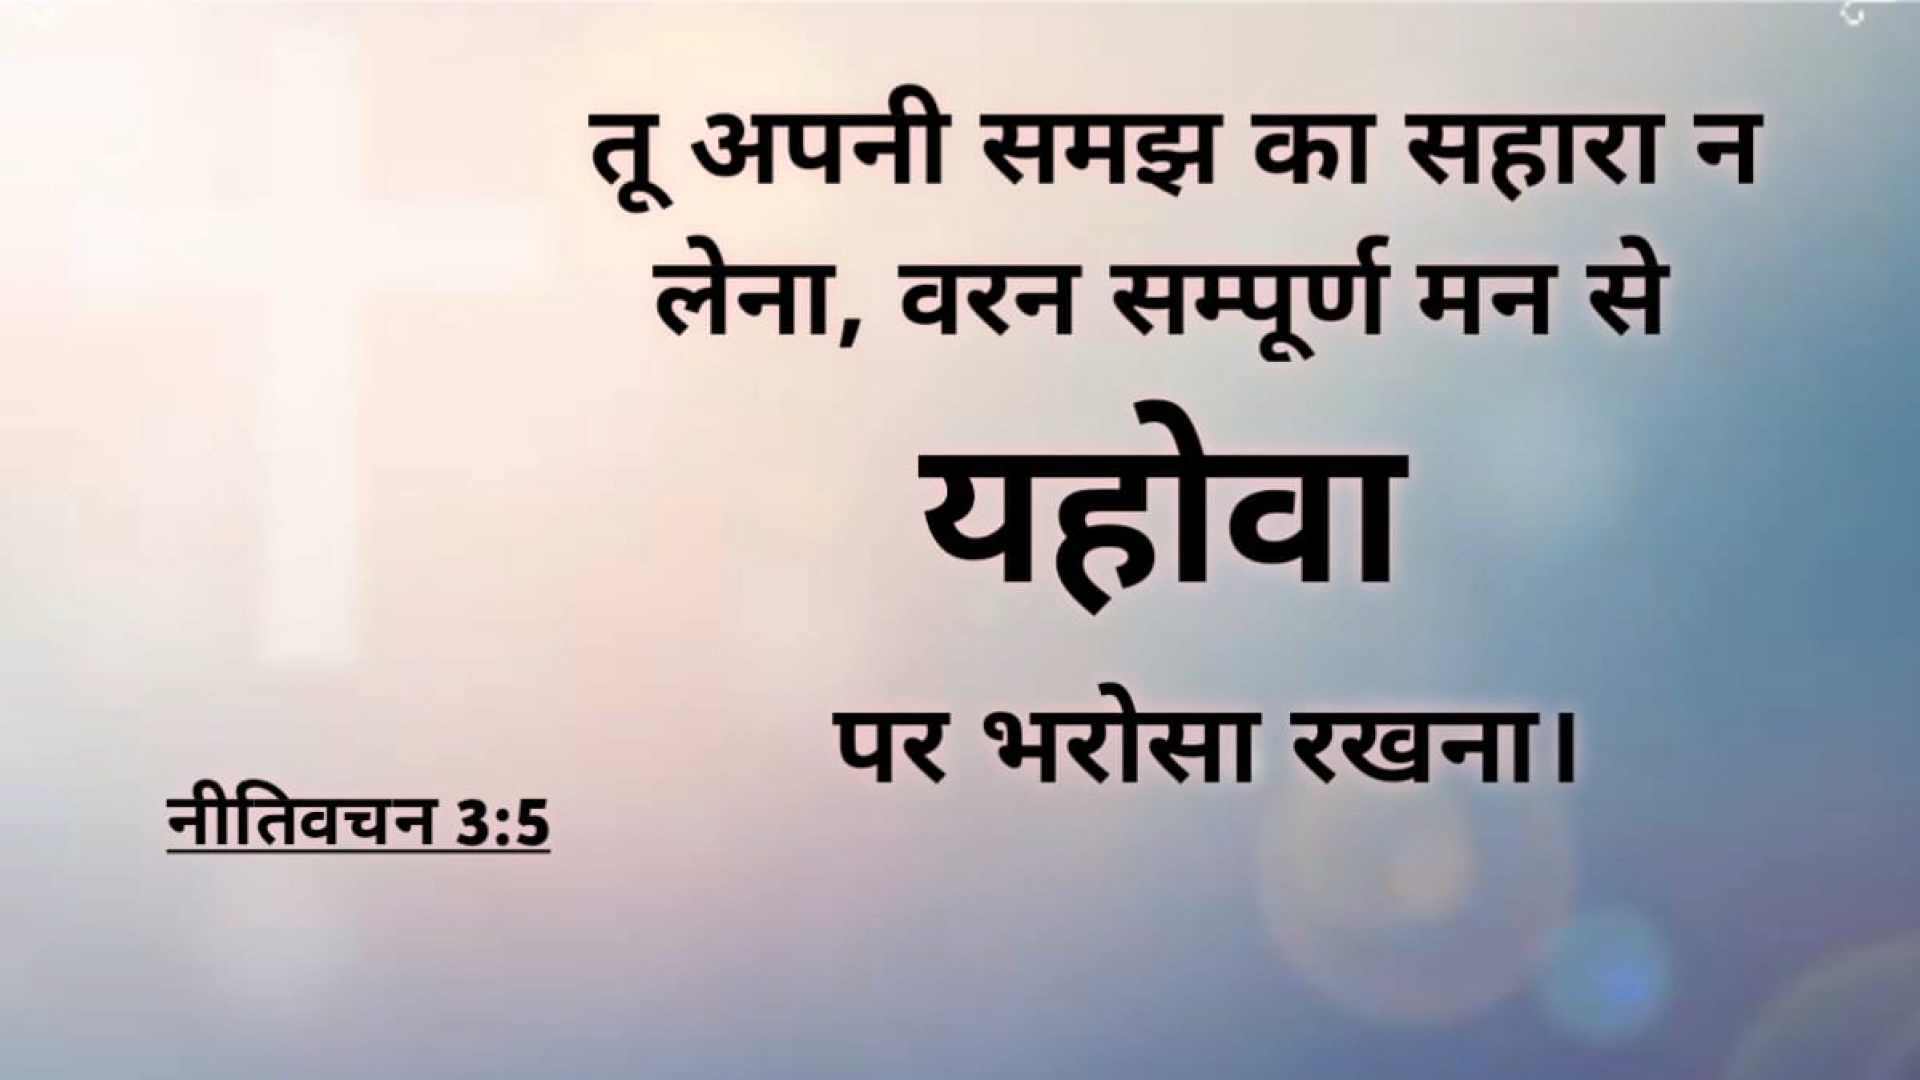 तू अपनी समझ का सहारा न
लेना, वरन सम्पूर्ण मन से
यहोवा
पर भरोसा रखना।
नीतिवचन 3:5